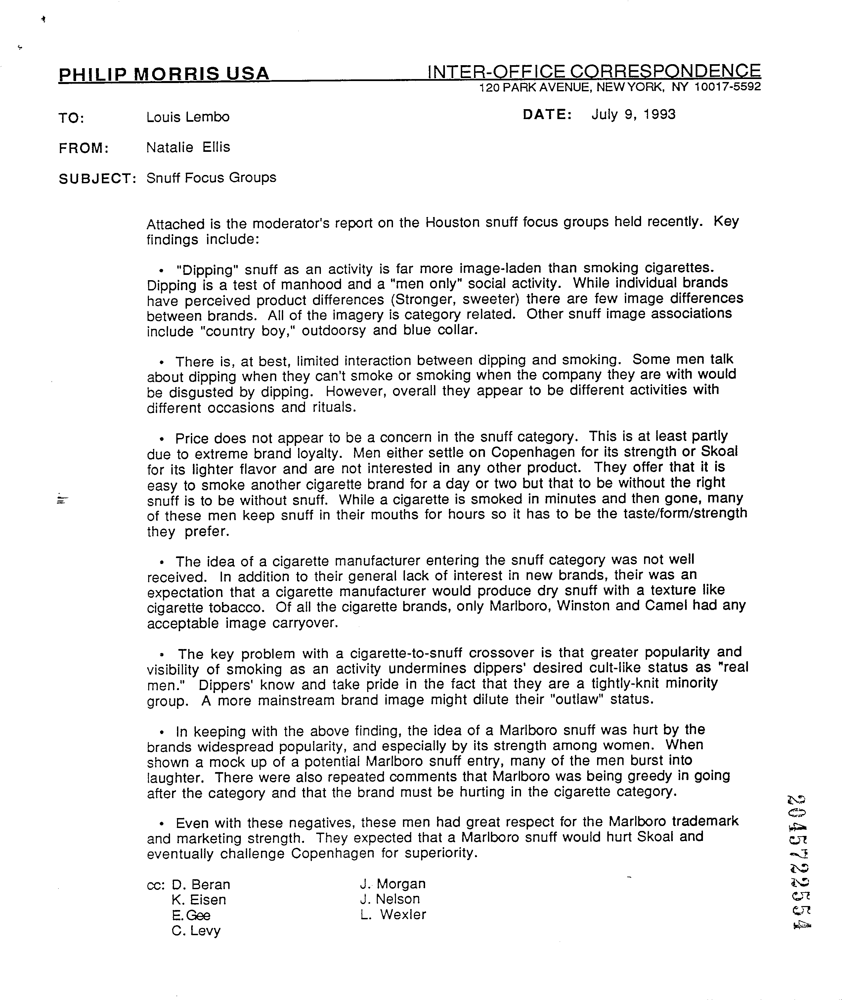 PHILIP MORRIS USA
INTER-OFFICE CORRESPONDENCE
120 PARK AVENUE, NEW YORK, NY 10017-5592
TO: Louis Lembo
DATE: July 9, 1993
FROM: Natalie Ellis
SUBJECT: Snuff Focus Groups
Attached is the moderator's report on the Houston snuff focus groups held recently. Key
findings include:
• "Dipping" snuff as an activity is far more image-laden than smoking cigarettes.
Dipping is a test of manhood and a "men only" social activity. While individual brands
have perceived product differences (Stronger, sweeter) there are few image differences
between brands. All of the imagery is category related. Other snuff image associations
include "country boy," outdoorsy and blue collar.
• There is, at best, limited interaction between dipping and smoking. Some men talk
about dipping when they can't smoke or smoking when the company they are with would
be disgusted by dipping. However, overall they appear to be different activities with
different occasions and rituals.
• Price does not appear to be a concern in the snuff category. This is at least partly
due to extreme brand loyalty. Men either settle on Copenhagen for its strength or Skoal
for its lighter flavor and are not interested in any other product. They offer that it is
easy to smoke another cigarette brand for a day or two but that to be without the right
snuff is to be without snuff. While a cigarette is smoked in minutes and then gone, many
of these men keep snuff in their mouths for hours so it has to be the taste/form/strength
they prefer.
• The idea of a cigarette manufacturer entering the snuff category was not well
received. In addition to their general lack of interest in new brands, their was an
expectation that a cigarette manufacturer would produce dry snuff with a texture like
cigarette tobacco. Of all the cigarette brands, only Marlboro, Winston and Camel had any
acceptable image carryover.
• The key problem with a cigarette-to-snuff crossover is that greater popularity and
visibility of smoking as an activity undermines dippers' desired cult-like status as "real
men." Dippers' know and take pride in the fact that they are a tightly-knit minority
group. A more mainstream brand image might dilute their "outlaw" status.
• In keeping with the above finding, the idea of a Marlboro snuff was hurt by the
brands widespread popularity, and especially by its strength among women. When
shown a mock up of a potential Marlboro snuff entry, many of the men burst into
laughter. There were also repeated comments that Marlboro was being greedy in going
after the category and that the brand must be hurting in the cigarette category.
• Even with these negatives, these men had great respect for the Marlboro trademark
and marketing strength. They expected that a Marlboro snuff would hurt Skoal and
eventually challenge Copenhagen for superiority.
cc: D. Beran
K. Eisen
E. Gee
C. Levy
J. Morgan
J. Nelson
L. Wexler
2045722554